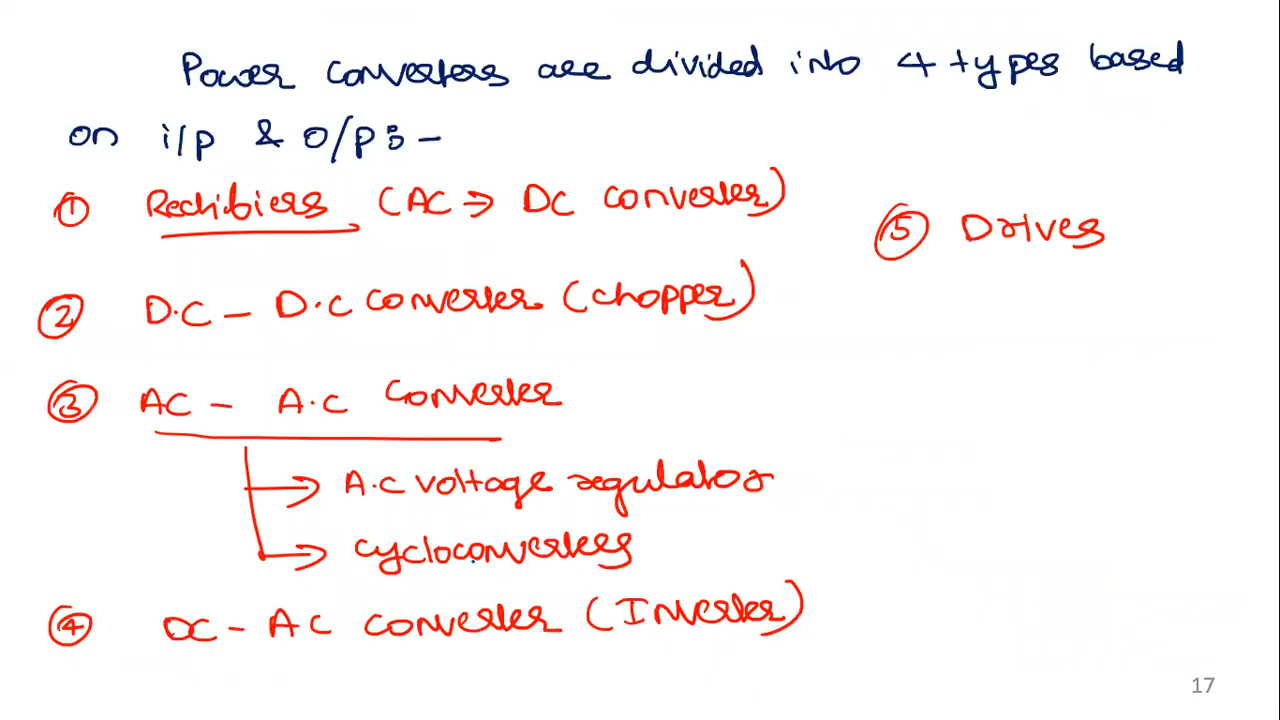 Power converters are divided into 4 types based
on i/p & o/p :-
① Rectifiers (AC → DC converter)
⑤ Drives
② D.C - D.C converter (chopper)
③ AC - A.C converter
→ A.C voltage regulator
→ cycloconverters
④ DC - AC converter (Inverter)
17